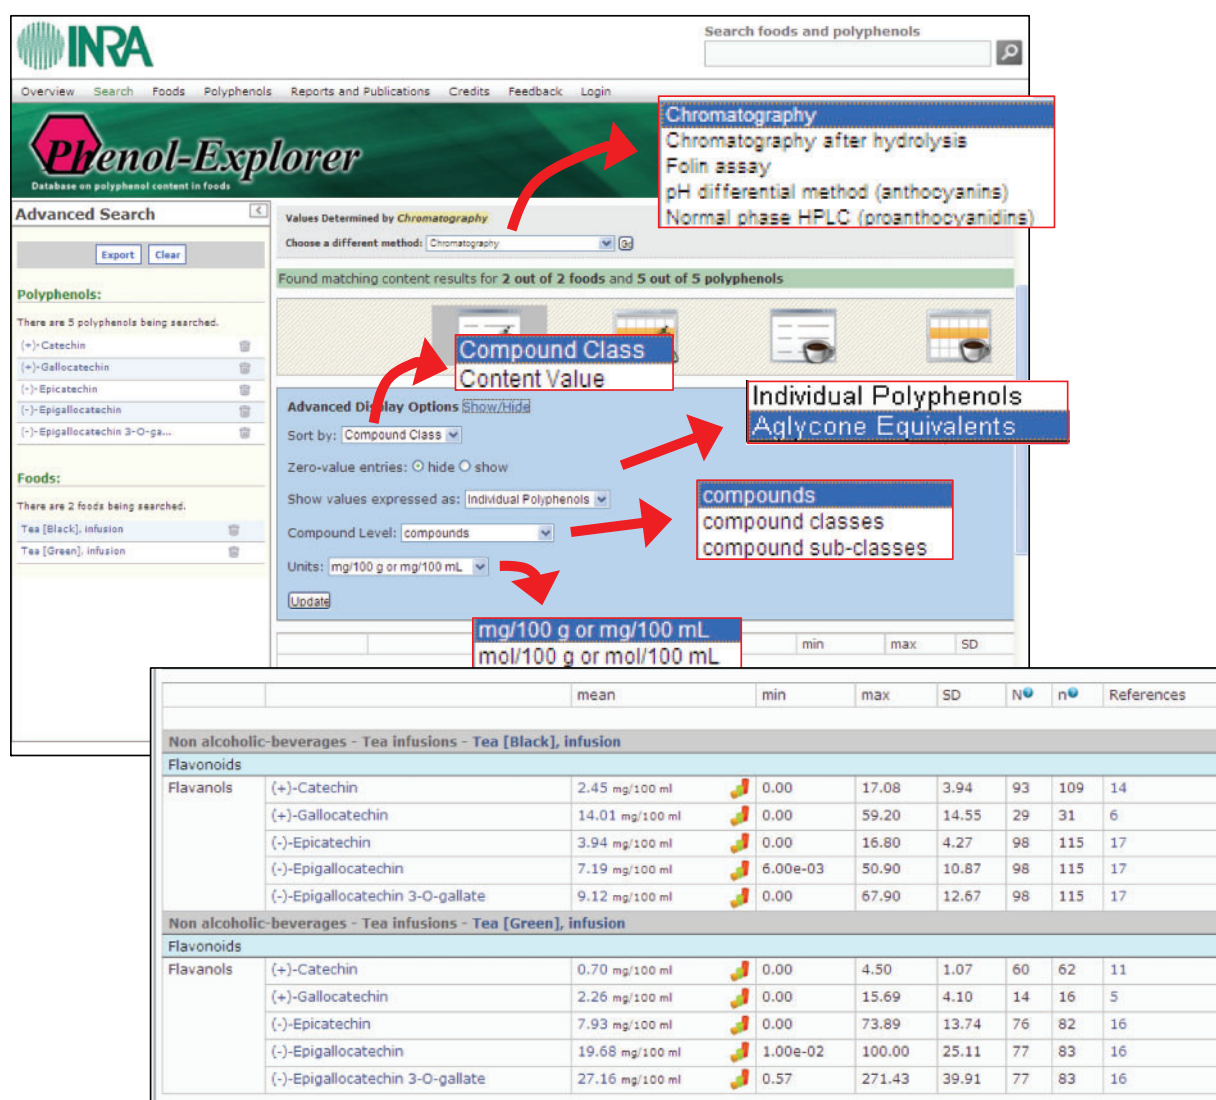 INRA
Search foods and polyphenols
Overview Search Foods Polyphenols Reports and Publications Credits Feedback Login
Phenol-Explorer
Database on polyphenol content in foods
Chromatography
Chromatography after hydrolysis
Folin assay
pH differential method (anthocyanins)
Normal phase HPLC (proanthocyanidins)
Advanced Search
Export Clear
Polyphenols:
There are 5 polyphenols being searched.
(+)-Catechin
(+)-Gallocatechin
(-)-Epicatechin
(-)-Epigallocatechin
(-)-Epigallocatechin 3-O-ga...
Foods:
There are 2 foods being searched.
Tea [Black], infusion
Tea [Green], infusion
Values Determined by Chromatography
Choose a different method: Chromatography Go
Found matching content results for 2 out of 2 foods and 5 out of 5 polyphenols
Compound Class
Content Value
Individual Polyphenols
Aglycone Equivalents
Advanced Display Options Show/Hide
Sort by: Compound Class
Zero-value entries: hide show
Show values expressed as: Individual Polyphenols
Compound Level: compounds
Units: mg/100 g or mg/100 mL
Update
compounds
compound classes
compound sub-classes
mg/100 g or mg/100 mL
mol/100 g or mol/100 mL
min max SD
mean min max SD N n References
Non alcoholic-beverages - Tea infusions - Tea [Black], infusion
Flavonoids
Flavanols (+)-Catechin 2.45 mg/100 ml 0.00 17.08 3.94 93 109 14
(+)-Gallocatechin 14.01 mg/100 ml 0.00 59.20 14.55 29 31 6
(-)-Epicatechin 3.94 mg/100 ml 0.00 16.80 4.27 98 115 17
(-)-Epigallocatechin 7.19 mg/100 ml 6.00e-03 50.90 10.87 98 115 17
(-)-Epigallocatechin 3-O-gallate 9.12 mg/100 ml 0.00 67.90 12.67 98 115 17
Non alcoholic-beverages - Tea infusions - Tea [Green], infusion
Flavonoids
Flavanols (+)-Catechin 0.70 mg/100 ml 0.00 4.50 1.07 60 62 11
(+)-Gallocatechin 2.26 mg/100 ml 0.00 15.69 4.10 14 16 5
(-)-Epicatechin 7.93 mg/100 ml 0.00 73.89 13.74 76 82 16
(-)-Epigallocatechin 19.68 mg/100 ml 1.00e-02 100.00 25.11 77 83 16
(-)-Epigallocatechin 3-O-gallate 27.16 mg/100 ml 0.57 271.43 39.91 77 83 16